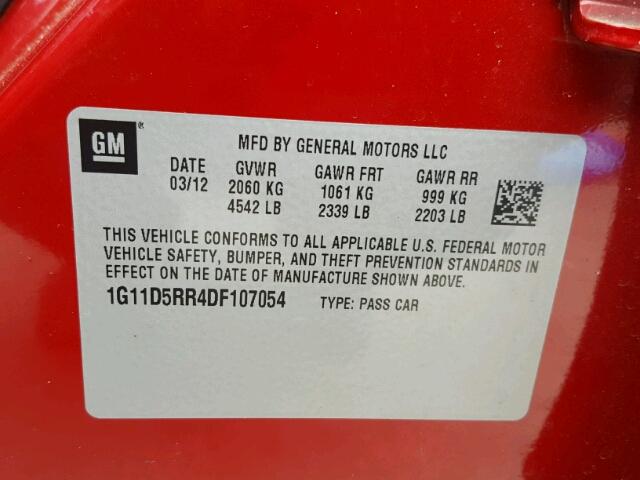 GM ®
MFD BY GENERAL MOTORS LLC
DATE GVWR GAWR FRT GAWR RR
03/12 2060 KG 1061 KG 999 KG
4542 LB 2339 LB 2203 LB
THIS VEHICLE CONFORMS TO ALL APPLICABLE U.S. FEDERAL MOTOR
VEHICLE SAFETY, BUMPER, AND THEFT PREVENTION STANDARDS IN
EFFECT ON THE DATE OF MANUFACTURE SHOWN ABOVE.
1G11D5RR4DF107054 TYPE: PASS CAR